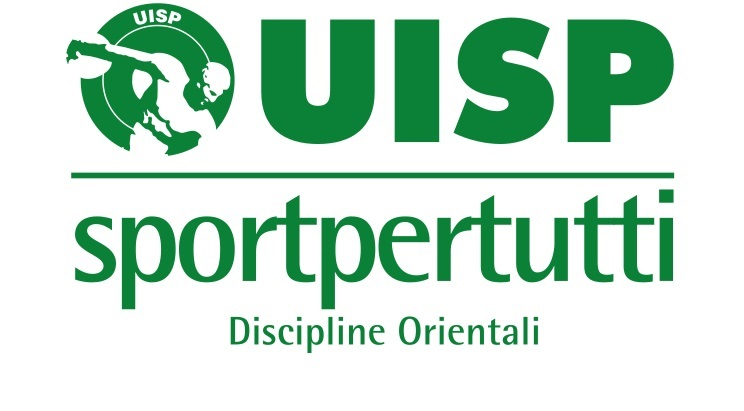 UISP
UISP
sportpertutti
Discipline Orientali